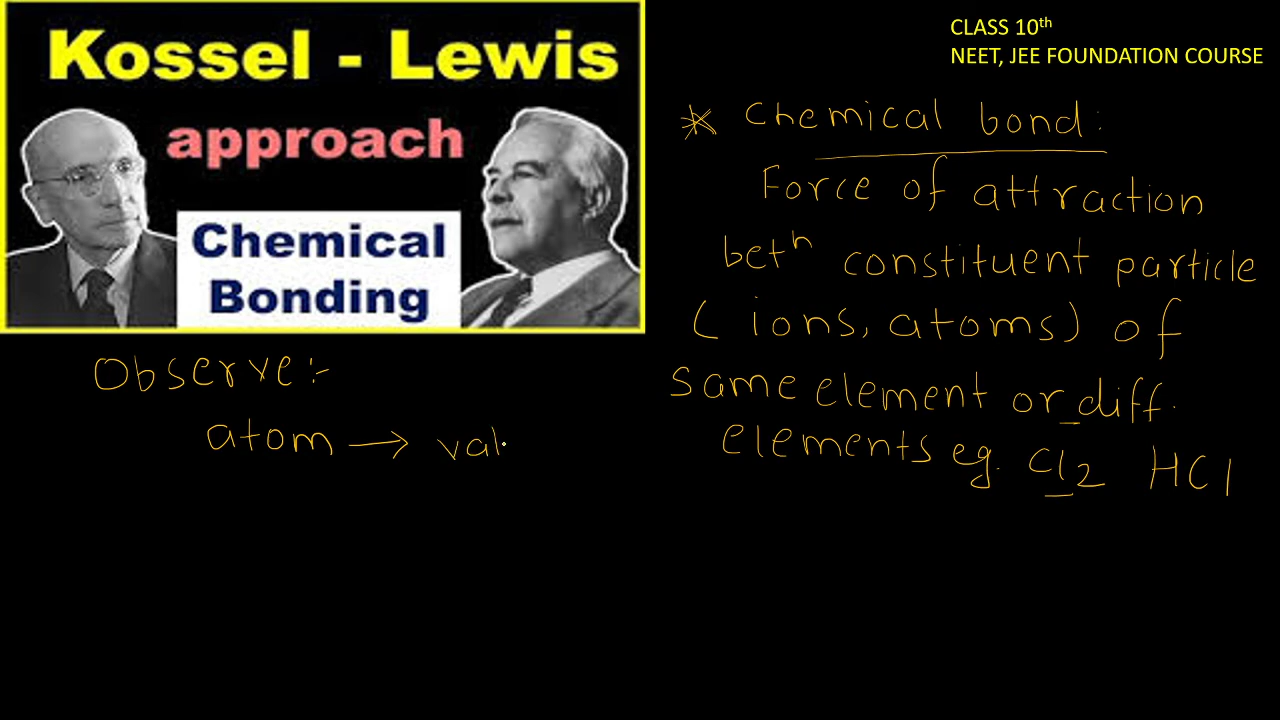 Kossel - Lewis
approach
Chemical
Bonding
CLASS 10th
NEET, JEE FOUNDATION COURSE
* Chemical bond:
Force of attraction
bethn constituent particle
(ions, atoms) of
same element or diff.
elements eg. Cl2 HCl
Observe :-
atom → val